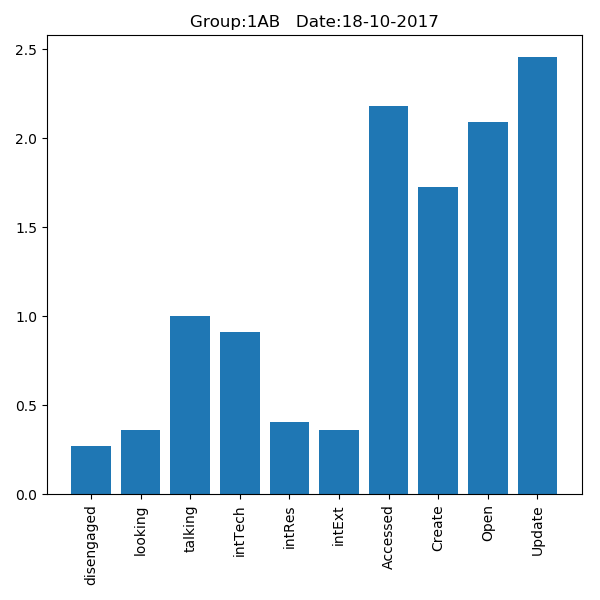 Group:1AB   Date:18-10-2017
2.5
2.0
1.5
1.0
0.5
0.0
disengaged
looking
talking
intTech
intRes
intExt
Accessed
Create
Open
Update